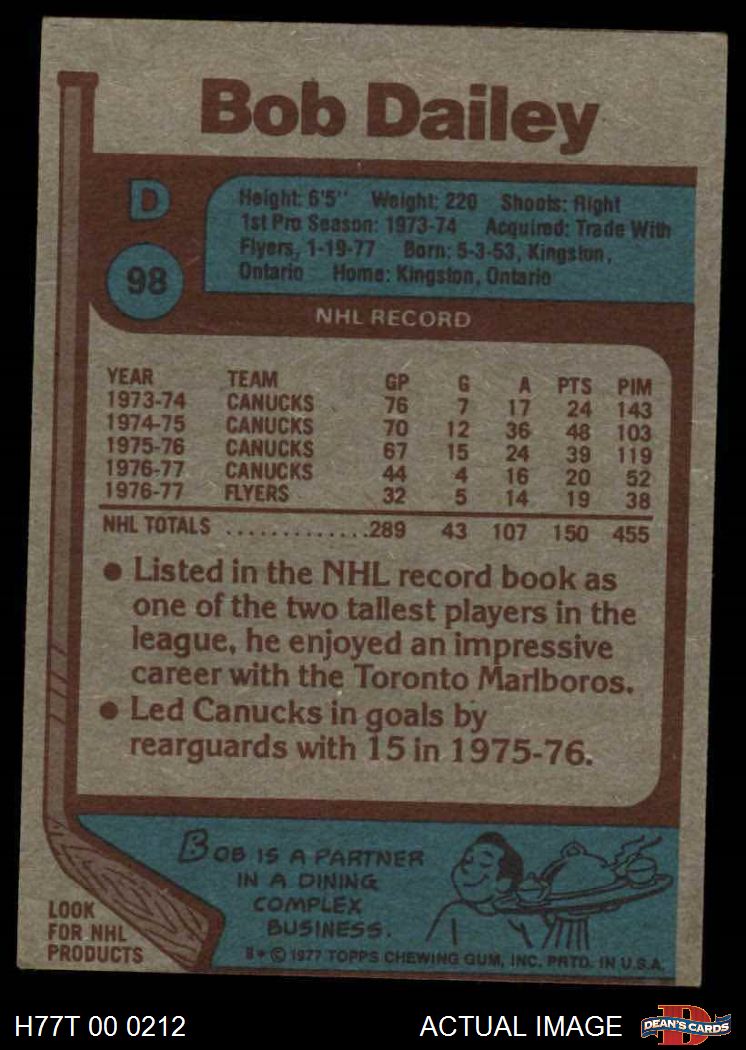 Bob Dailey
D
98
Height: 6'5" Weight: 220 Shoots: Right
1st Pro Season: 1973-74 Acquired: Trade With
Flyers, 1-19-77 Born: 5-3-53, Kingston,
Ontario Home: Kingston, Ontario
NHL RECORD
YEAR TEAM GP G A PTS PIM
1973-74 CANUCKS 76 7 17 24 143
1974-75 CANUCKS 70 12 36 48 103
1975-76 CANUCKS 67 15 24 39 119
1976-77 CANUCKS 44 4 16 20 52
1976-77 FLYERS 32 5 14 19 38
NHL TOTALS .............289 43 107 150 455
● Listed in the NHL record book as
one of the two tallest players in the
league, he enjoyed an impressive
career with the Toronto Marlboros.
● Led Canucks in goals by
rearguards with 15 in 1975-76.
BOB IS A PARTNER
IN A DINING
COMPLEX
BUSINESS.
LOOK
FOR NHL
PRODUCTS
© 1977 TOPPS CHEWING GUM, INC. PRTD. IN U.S.A.
H77T 00 0212 ACTUAL IMAGE DEAN'S CARDS